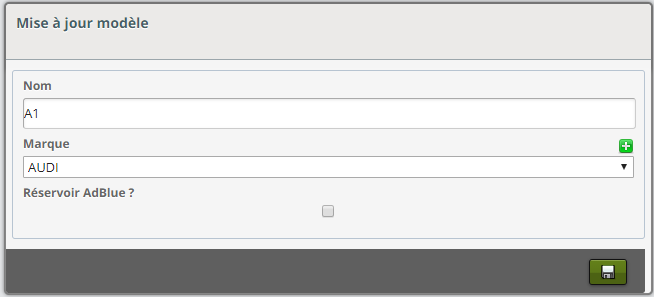 Mise à jour modèle
Nom
A1
Marque
AUDI
Réservoir AdBlue ?